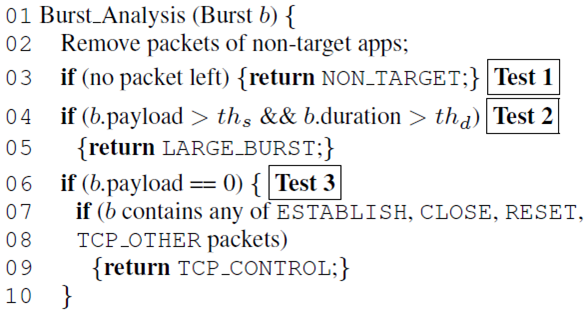 01 Burst_Analysis (Burst b) {
02 Remove packets of non-target apps;
03 if (no packet left) {return NON_TARGET;} Test 1
04 if (b.payload > th_s && b.duration > th_d) Test 2
05 {return LARGE_BURST;}
06 if (b.payload == 0) { Test 3
07 if (b contains any of ESTABLISH, CLOSE, RESET,
08 TCP_OTHER packets)
09 {return TCP_CONTROL;}
10 }